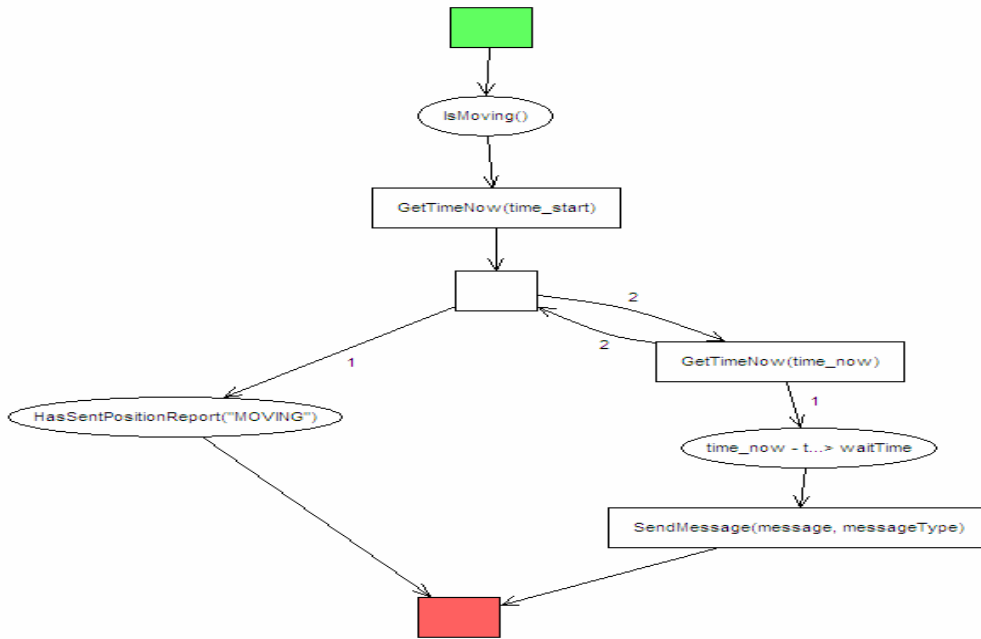 IsMoving()
GetTimeNow(time_start)
2
2
GetTimeNow(time_now)
1
1
HasSentPositionReport("MOVING")
time_now - t...> waitTime
SendMessage(message, messageType)